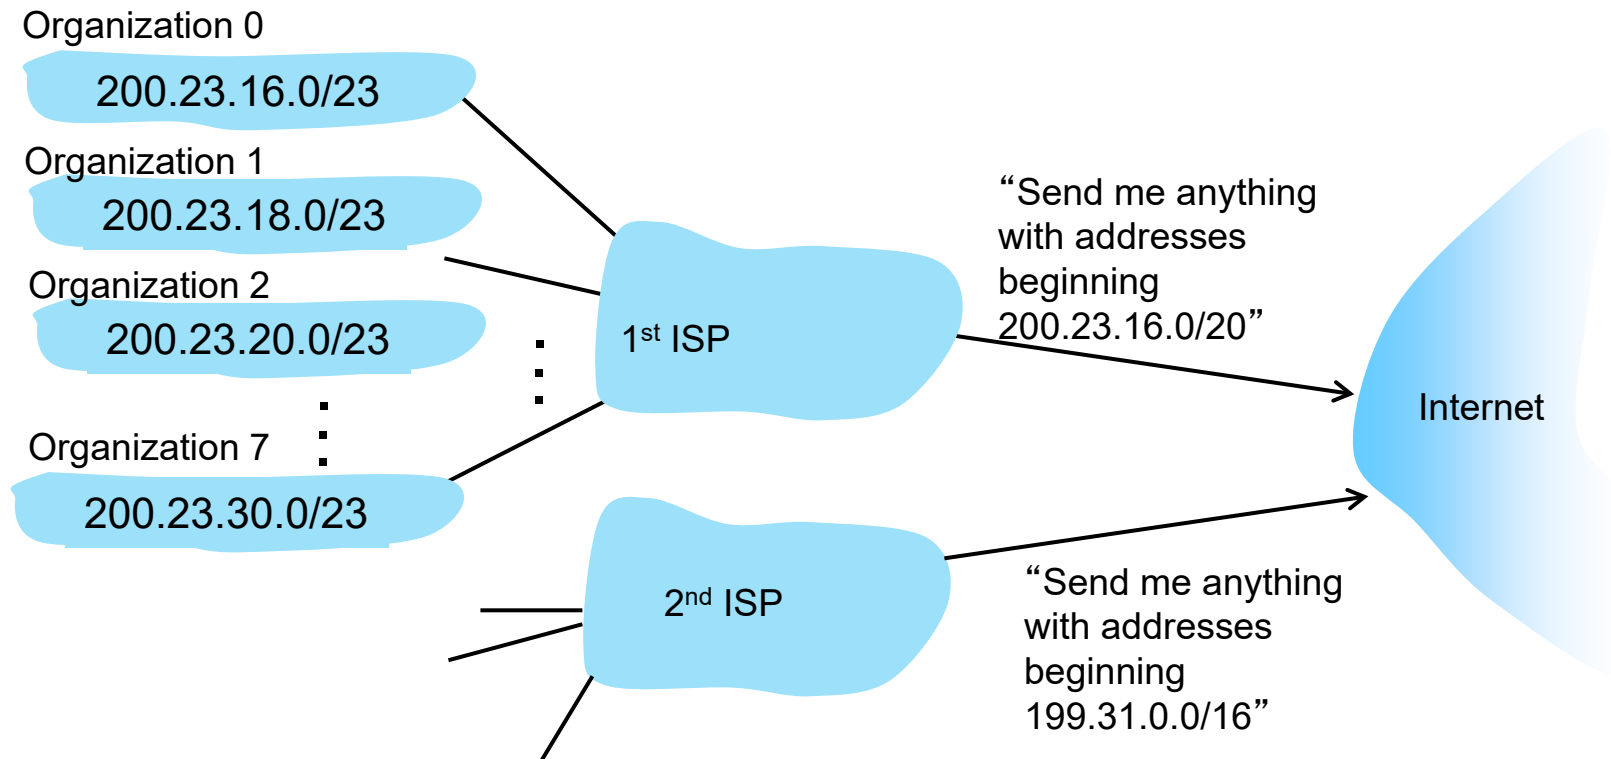 Organization 0
200.23.16.0/23
Organization 1
200.23.18.0/23
Organization 2
200.23.20.0/23
Organization 7
200.23.30.0/23
1st ISP
“Send me anything
with addresses
beginning
200.23.16.0/20”
Internet
2nd ISP
“Send me anything
with addresses
beginning
199.31.0.0/16”